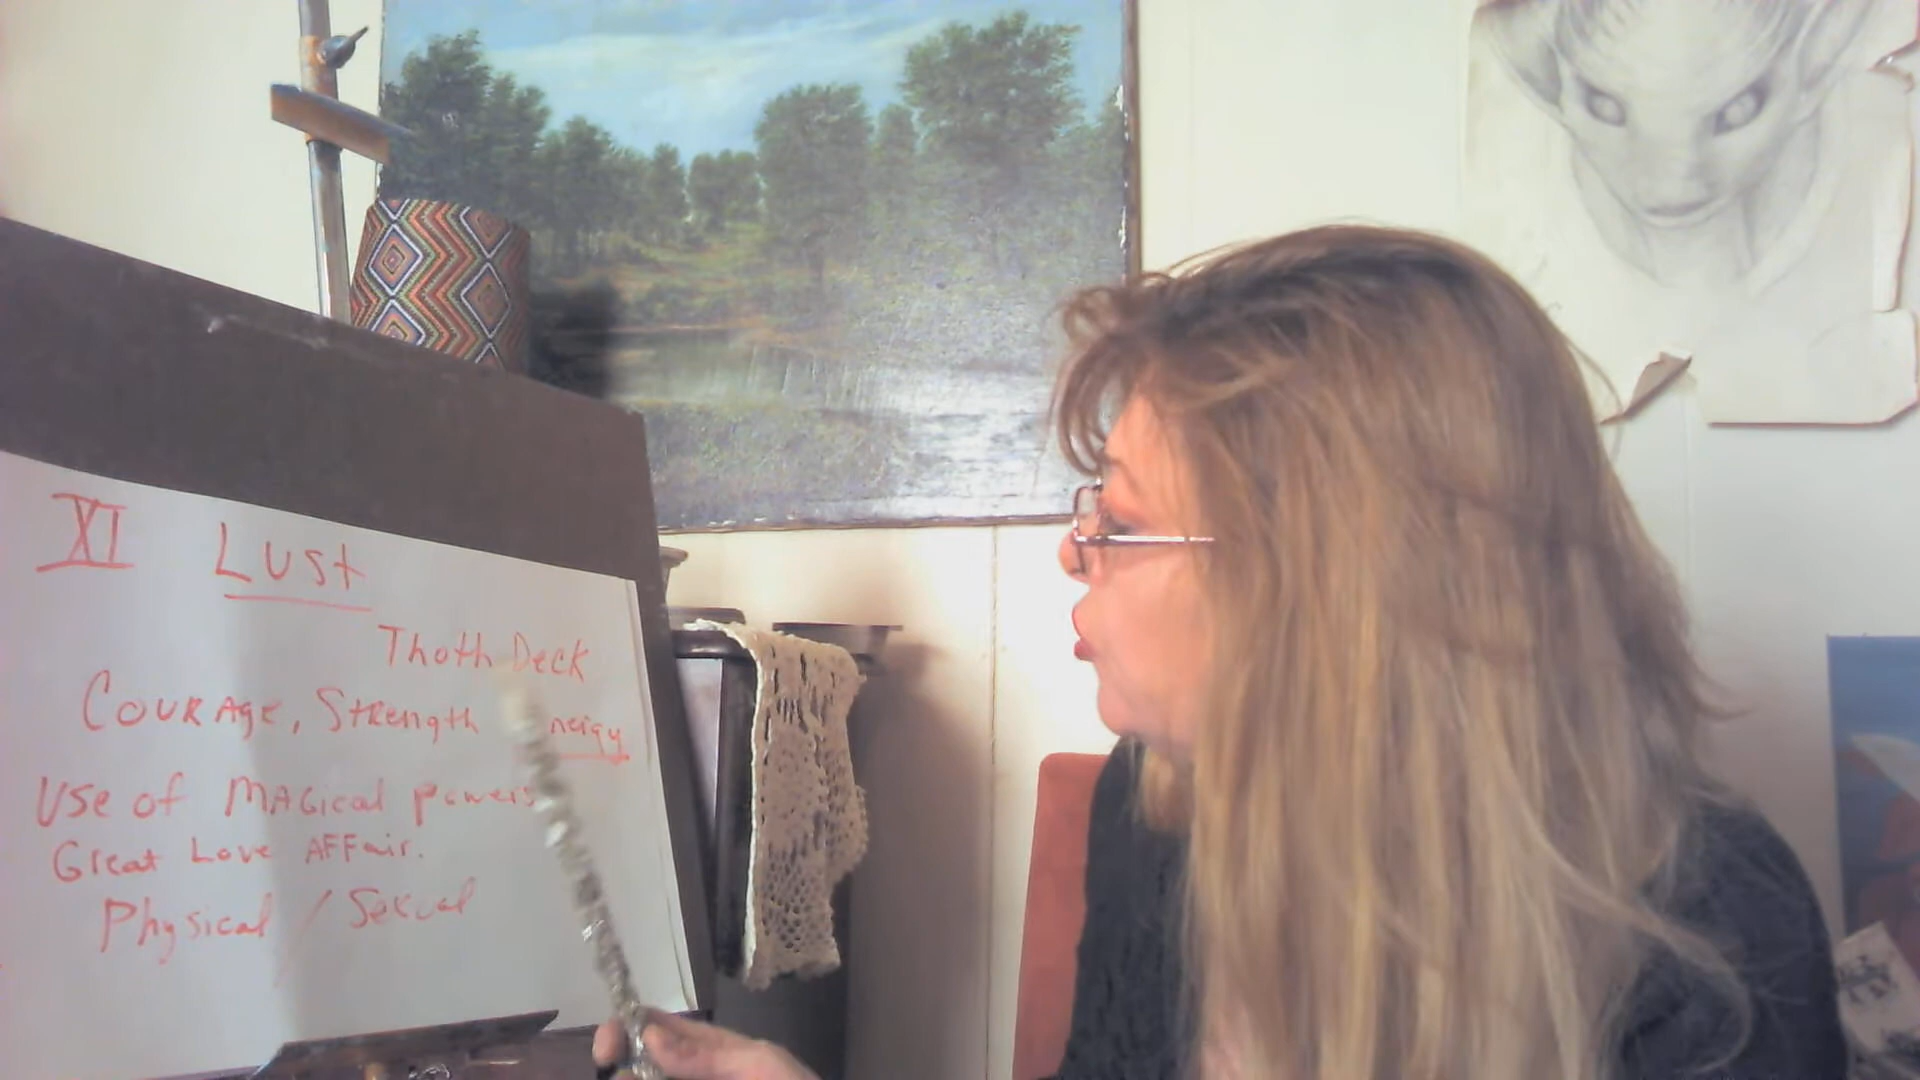 XI Lust
Thoth Deck
Courage, Strength
Use of Magical powers
Great Love Affair.
Physical / Sexual